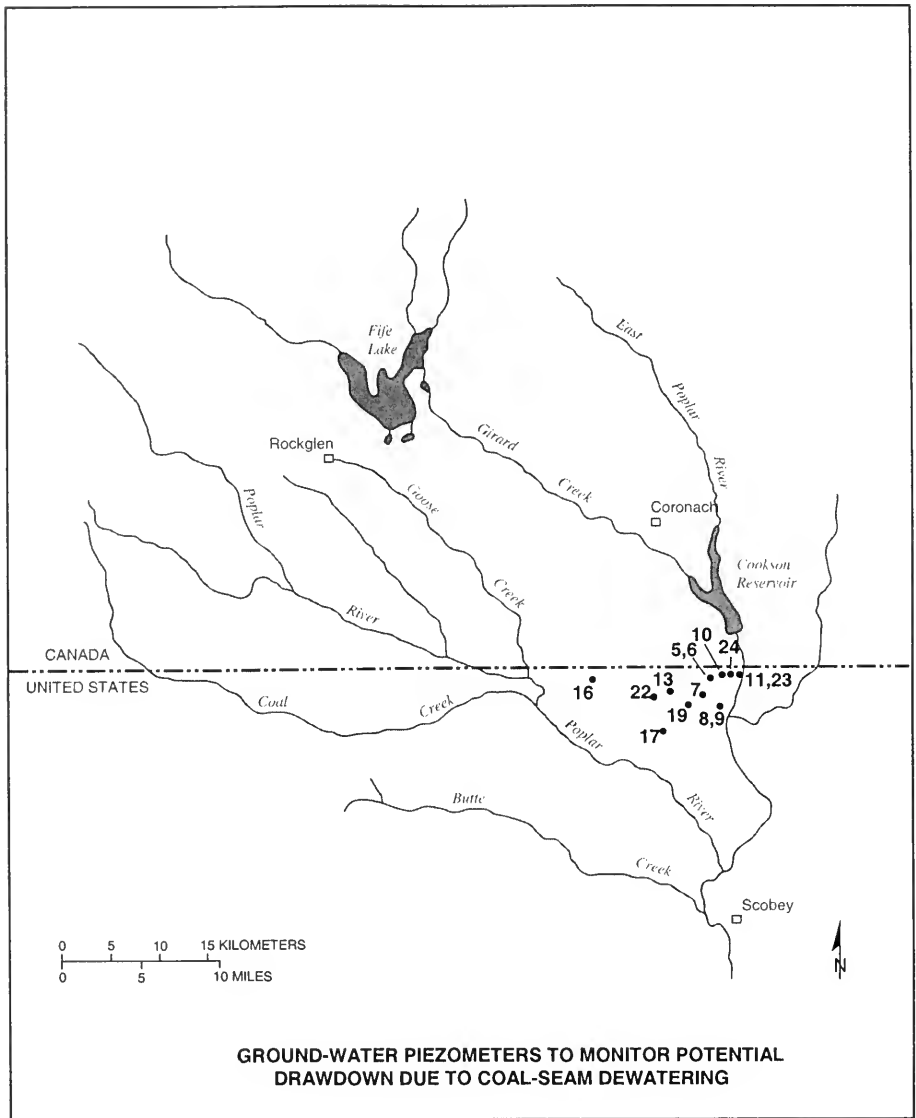 Fife
Lake
East
Poplar
River
Rockglen
Girard
Creek
Goose
Creek
Coronach
Poplar
River
Cookson
Reservoir
CANADA
UNITED STATES
10
5,6
24
11,23
16
13
22
7
19
8,9
17
Coal
Creek
Poplar
River
Butte
Creek
Scobey
0 5 10 15 KILOMETERS
0 5 10 MILES
N
GROUND-WATER PIEZOMETERS TO MONITOR POTENTIAL
DRAWDOWN DUE TO COAL-SEAM DEWATERING